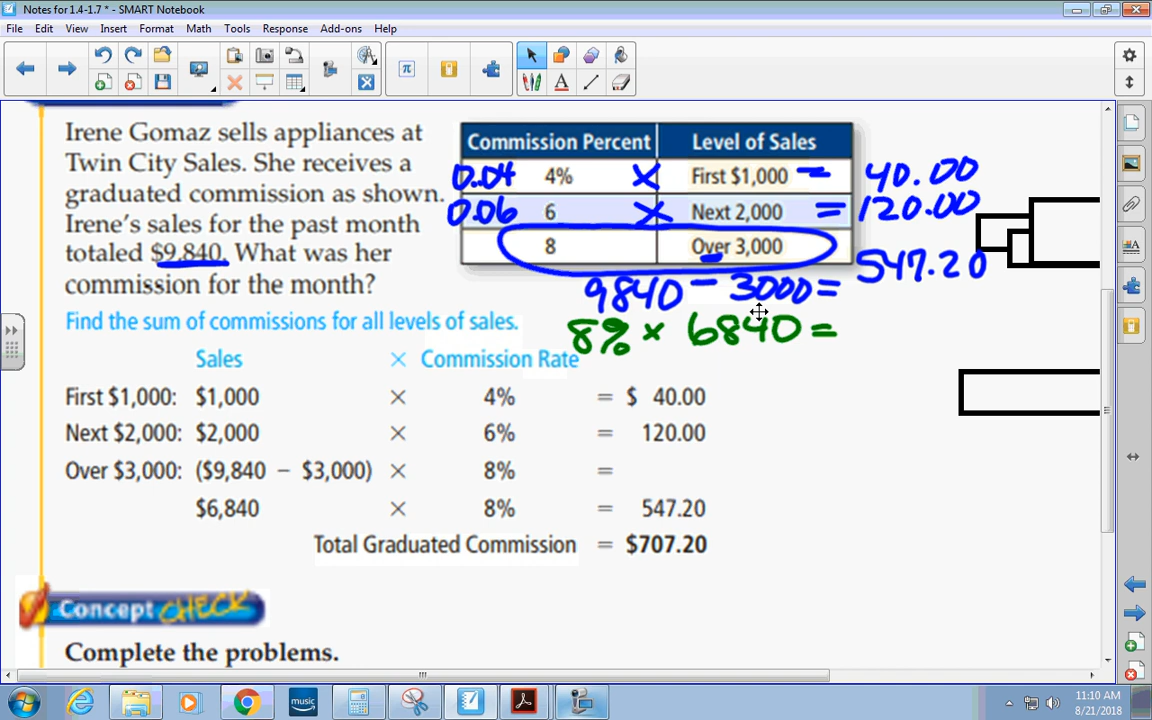 Notes for 1.4-1.7 * - SMART Notebook
File Edit View Insert Format Math Tools Response Add-ons Help
Irene Gomaz sells appliances at
Twin City Sales. She receives a
graduated commission as shown.
Irene's sales for the past month
totaled $9,840. What was her
commission for the month?
Commission Percent Level of Sales
0.04 4% × First $1,000 = 40.00
0.06 6 × Next 2,000 = 120.00
8 Over 3,000 547.20
9840 - 3000 =
8% × 6840 =
Find the sum of commissions for all levels of sales.
Sales × Commission Rate
First $1,000: $1,000 × 4% = $ 40.00
Next $2,000: $2,000 × 6% = 120.00
Over $3,000: ($9,840 − $3,000) × 8% =
$6,840 × 8% = 547.20
Total Graduated Commission = $707.20
Concept CHECK
Complete the problems.
music
11:10 AM
8/21/2018